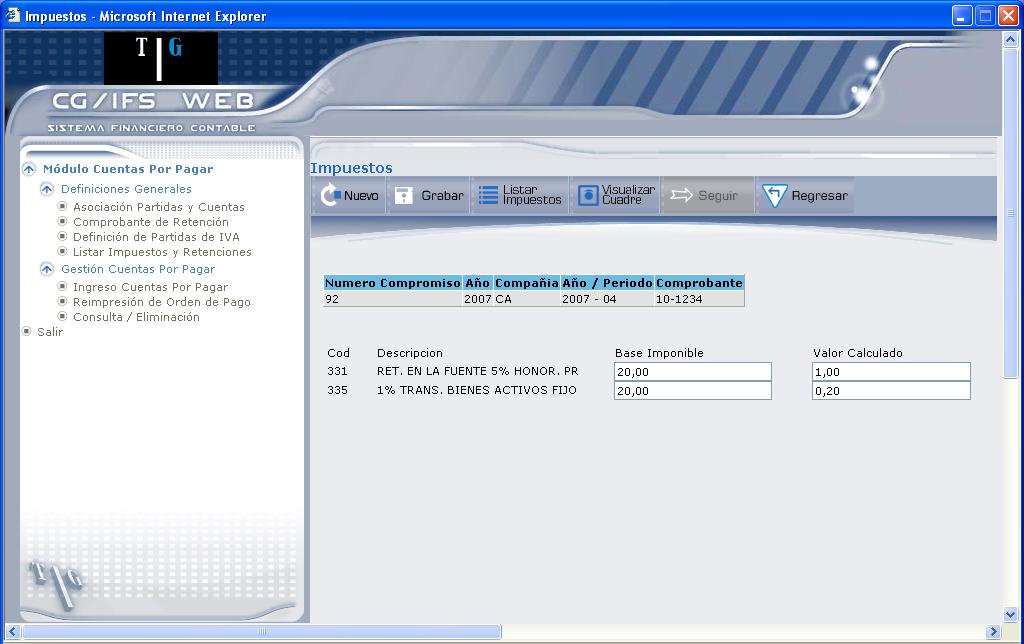 Impuestos - Microsoft Internet Explorer
T G
CG/IFS WEB
SISTEMA FINANCIERO CONTABLE
Módulo Cuentas Por Pagar
Definiciones Generales
Asociación Partidas y Cuentas
Comprobante de Retención
Definición de Partidas de IVA
Listar Impuestos y Retenciones
Gestión Cuentas Por Pagar
Ingreso Cuentas Por Pagar
Reimpresión de Orden de Pago
Consulta / Eliminación
Salir
T G
Impuestos
Nuevo Grabar Listar Impuestos Visualizar Cuadre Seguir Regresar
Numero Compromiso Año Compañia Año / Periodo Comprobante
92 2007 CA 2007 - 04 10-1234
Cod Descripcion Base Imponible Valor Calculado
331 RET. EN LA FUENTE 5% HONOR. PR 20,00 1,00
335 1% TRANS. BIENES ACTIVOS FIJO 20,00 0,20